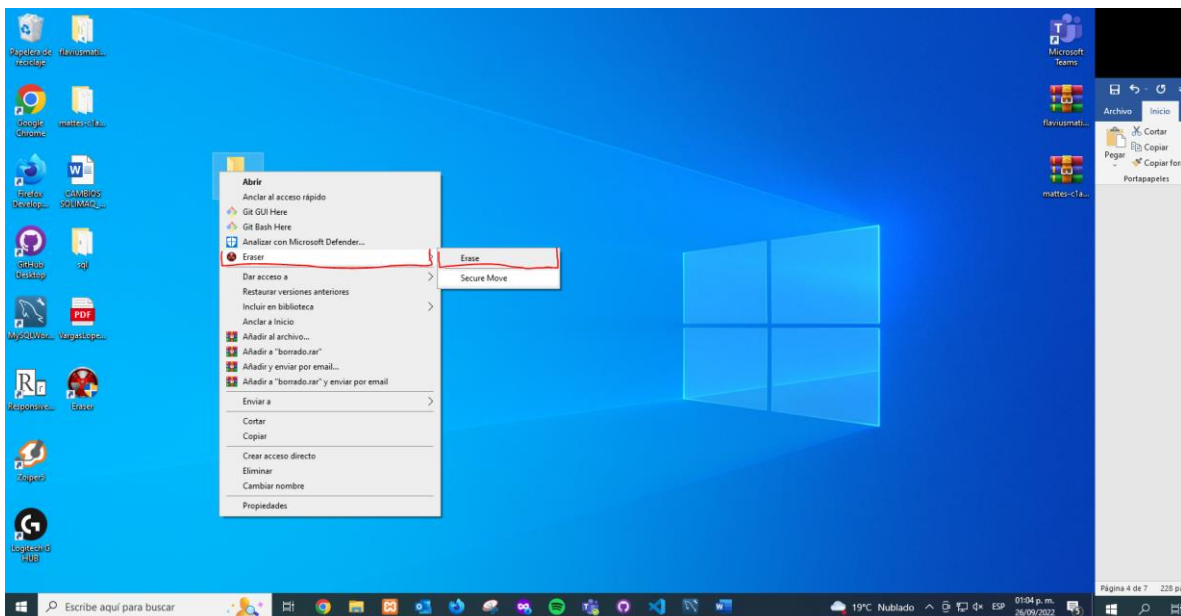 Papelera de
reciclaje
flaviusmati...
Google
Chrome
mattes-c1a...
Firefox
Develop...
CAMBIOS
SOLIMAQ_...
GitHub
Desktop
sql
MySQLWor...
VargasLope...
PDF
Responsive...
Eraser
Zoiper5
Logitech G
HUB
Abrir
Anclar al acceso rápido
Git GUI Here
Git Bash Here
Analizar con Microsoft Defender...
Eraser
Dar acceso a
Restaurar versiones anteriores
Incluir en biblioteca
Anclar a Inicio
Añadir al archivo...
Añadir a "borrado.rar"
Añadir y enviar por email...
Añadir a "borrado.rar" y enviar por email
Enviar a
Cortar
Copiar
Crear acceso directo
Eliminar
Cambiar nombre
Propiedades
Erase
Secure Move
Microsoft
Teams
flaviusmati...
mattes-c1a...
Archivo Inicio
Pegar
Cortar
Copiar
Copiar for
Portapapeles
Página 4 de 7 228 p
Escribe aquí para buscar
19°C Nublado
ESP
01:04 p. m.
26/09/2022